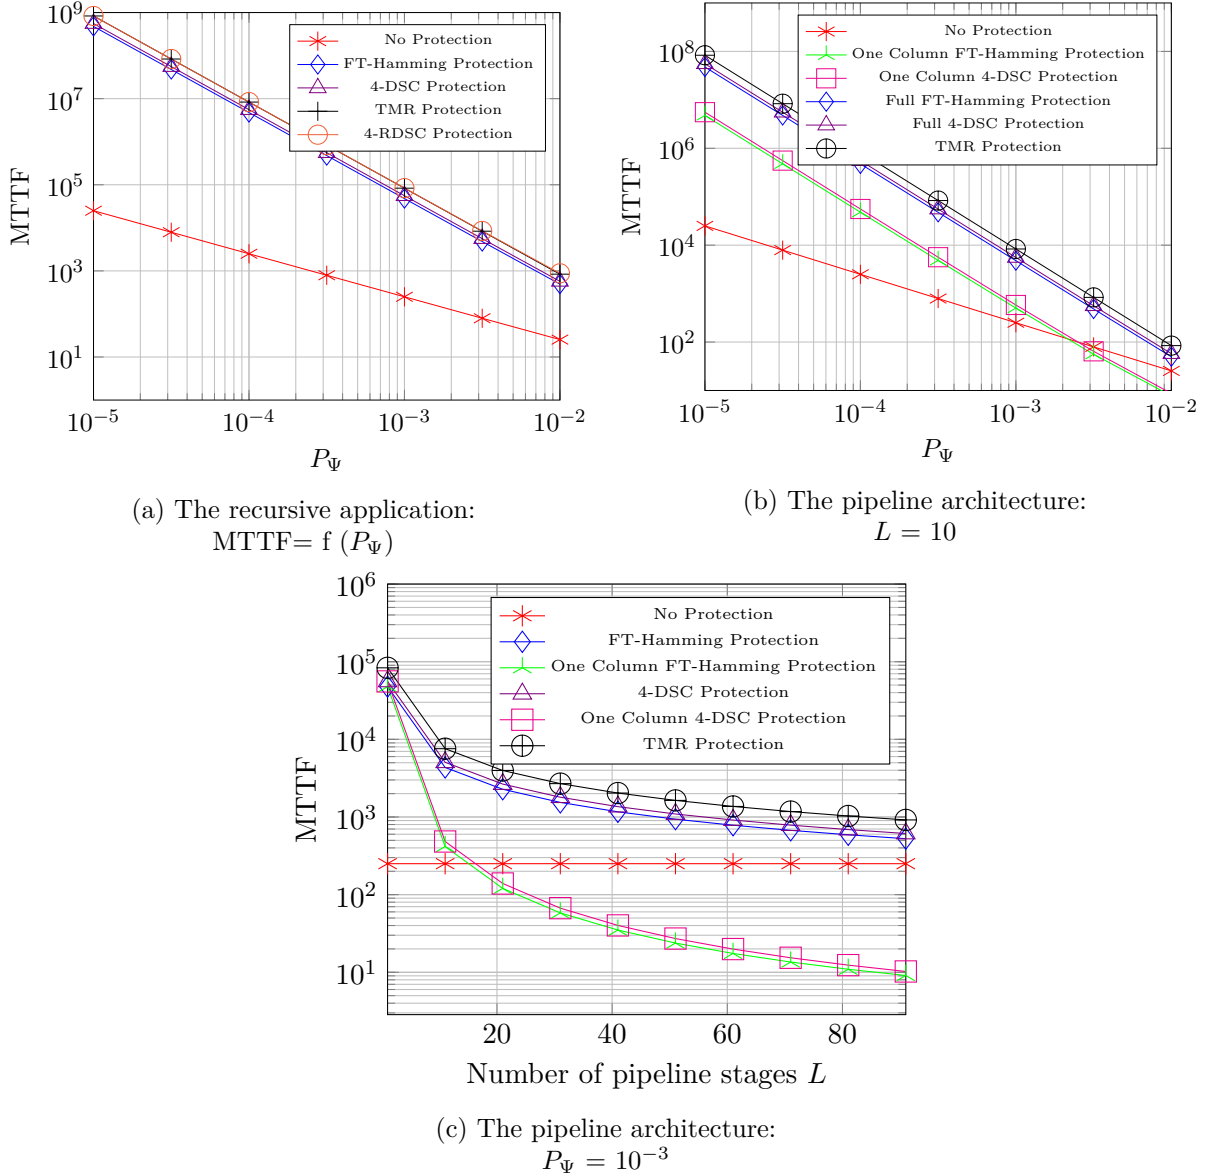 10^9
10^7
10^5
10^3
10^1
MTTF
10^−5
10^−4
10^−3
10^−2
P_Ψ
No Protection
FT-Hamming Protection
4-DSC Protection
TMR Protection
4-RDSC Protection
(a) The recursive application:
MTTF= f (P_Ψ)
10^8
10^6
10^4
10^2
MTTF
10^−5
10^−4
10^−3
10^−2
P_Ψ
No Protection
One Column FT-Hamming Protection
One Column 4-DSC Protection
Full FT-Hamming Protection
Full 4-DSC Protection
TMR Protection
(b) The pipeline architecture:
L = 10
10^6
10^5
10^4
10^3
10^2
10^1
MTTF
20
40
60
80
Number of pipeline stages L
No Protection
FT-Hamming Protection
One Column FT-Hamming Protection
4-DSC Protection
One Column 4-DSC Protection
TMR Protection
(c) The pipeline architecture:
P_Ψ = 10^−3